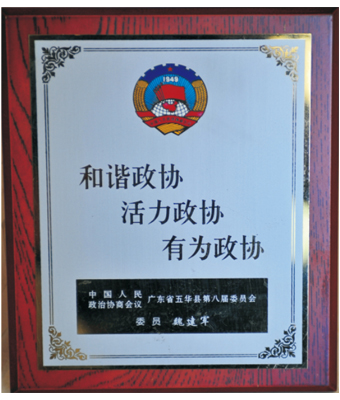 1949
和谐政协
活力政协
有为政协
中国人民
政治协商会议 广东省五华县第八届委员会
委员 魏建军